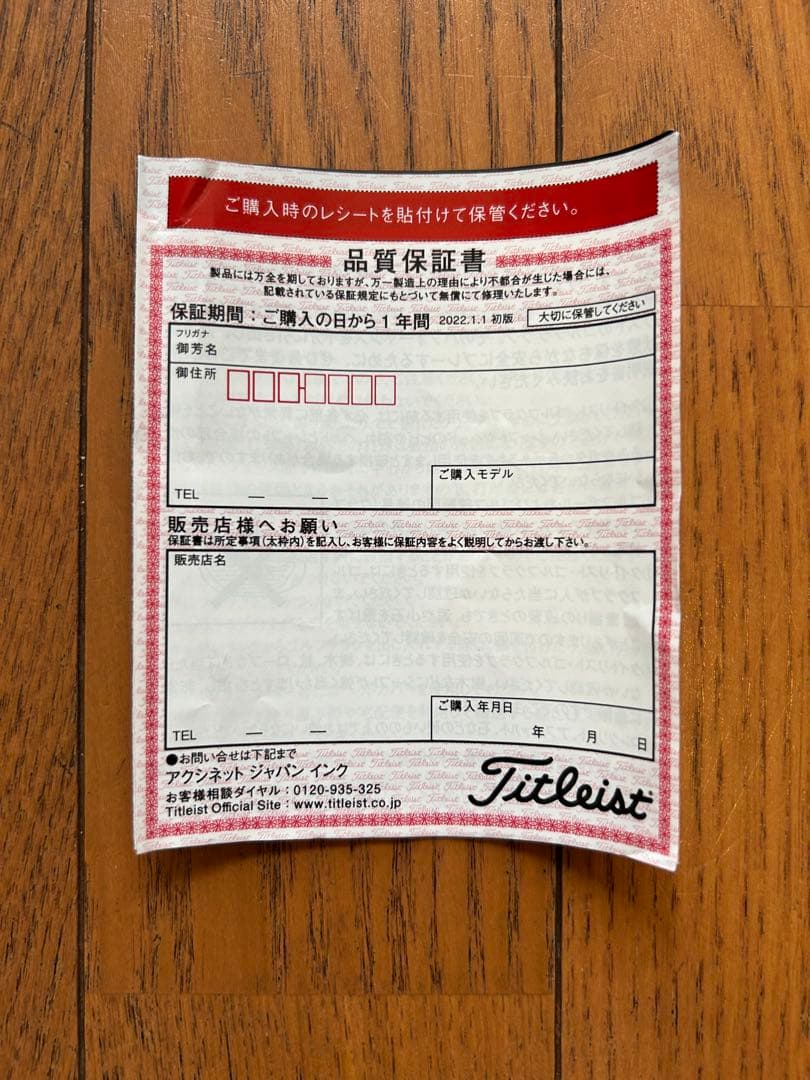 ご購入時のレシートを貼付けて保管ください。
品質保証書
製品には万全を期しておりますが、万一製造上の理由により不都合が生じた場合には、
記載されている保証規定にもとづいて無償にて修理いたします。
保証期間：ご購入の日から1年間 2022.1.1 初版 大切に保管してください
フリガナ
御芳名
御住所
ご購入モデル
TEL — —
販売店様へお願い
保証書は所定事項(太枠内)を記入し、お客様に保証内容をよく説明してからお渡し下さい。
販売店名
ご購入年月日
TEL — — 年 月 日
●お問い合せは下記まで
アクシネット ジャパン インク
お客様相談ダイヤル：0120-935-325
Titleist Official Site：www.titleist.co.jp
Titleist